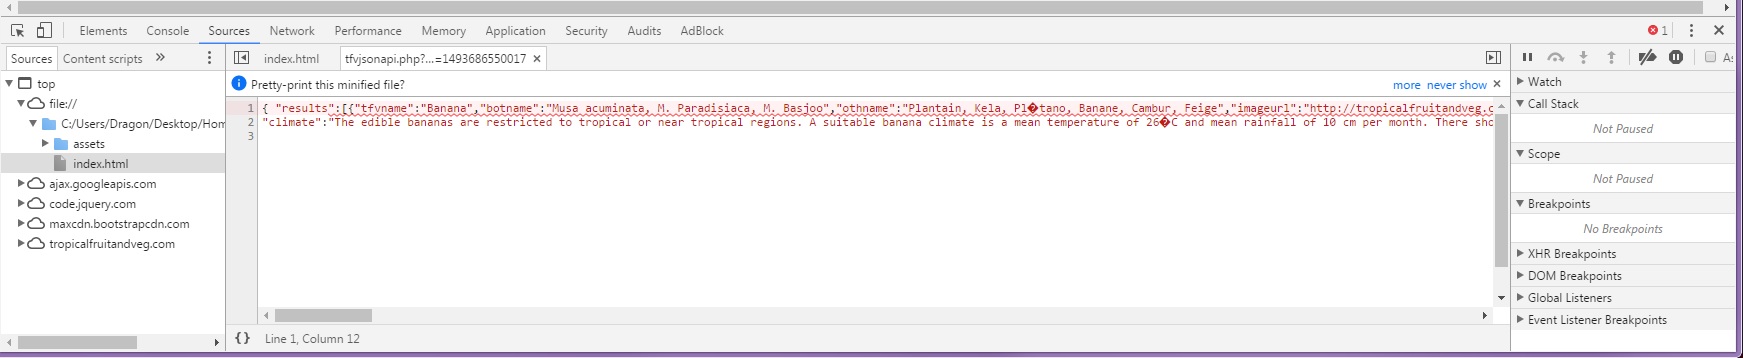 Elements Console Sources Network Performance Memory Application Security Audits AdBlock 1
Sources Content scripts »
index.html tfvjsonapi.php?...=1493686550017 ×
top
file://
C:/Users/Dragon/Desktop/Hom
assets
index.html
ajax.googleapis.com
code.jquery.com
maxcdn.bootstrapcdn.com
tropicalfruitandveg.com
Pretty-print this minified file? more never show ×
1 { "results":[{"tfvname":"Banana","botname":"Musa acuminata, M. Paradisiaca, M. Basjoo","othname":"Plantain, Kela, Pl�tano, Banane, Cambur, Feige","imageurl":"http://tropicalfruitandveg.c
2 "climate":"The edible bananas are restricted to tropical or near tropical regions. A suitable banana climate is a mean temperature of 26�C and mean rainfall of 10 cm per month. There sho
3
{} Line 1, Column 12
As
Watch
Call Stack
Not Paused
Scope
Not Paused
Breakpoints
No Breakpoints
XHR Breakpoints
DOM Breakpoints
Global Listeners
Event Listener Breakpoints